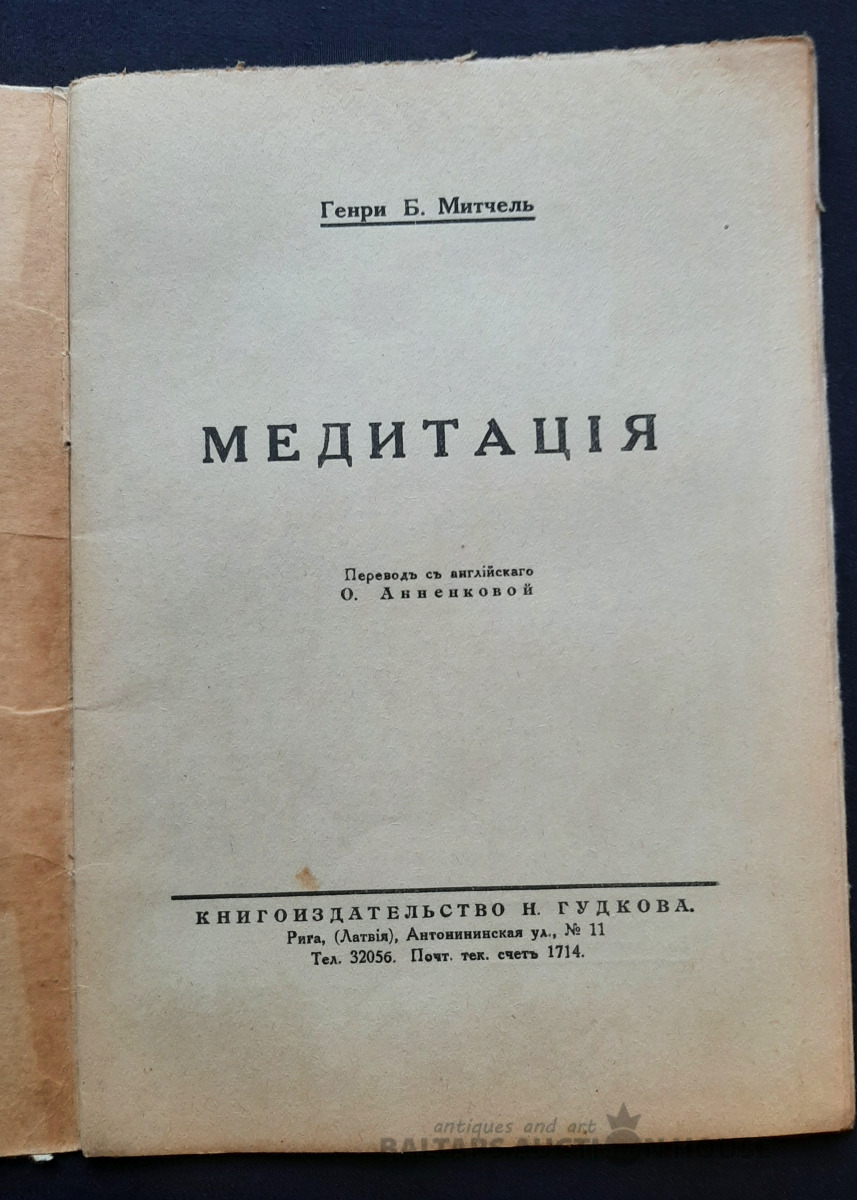 Генри Б. Митчель
МЕДИТАЦІЯ
Переводъ съ англійскаго
О. Анненковой
КНИГОИЗДАТЕЛЬСТВО Н. ГУДКОВА.
Рига, (Латвія), Антонининская ул., № 11
Тел. 32056. Почт. тек. счетъ 1714.
antiques and art